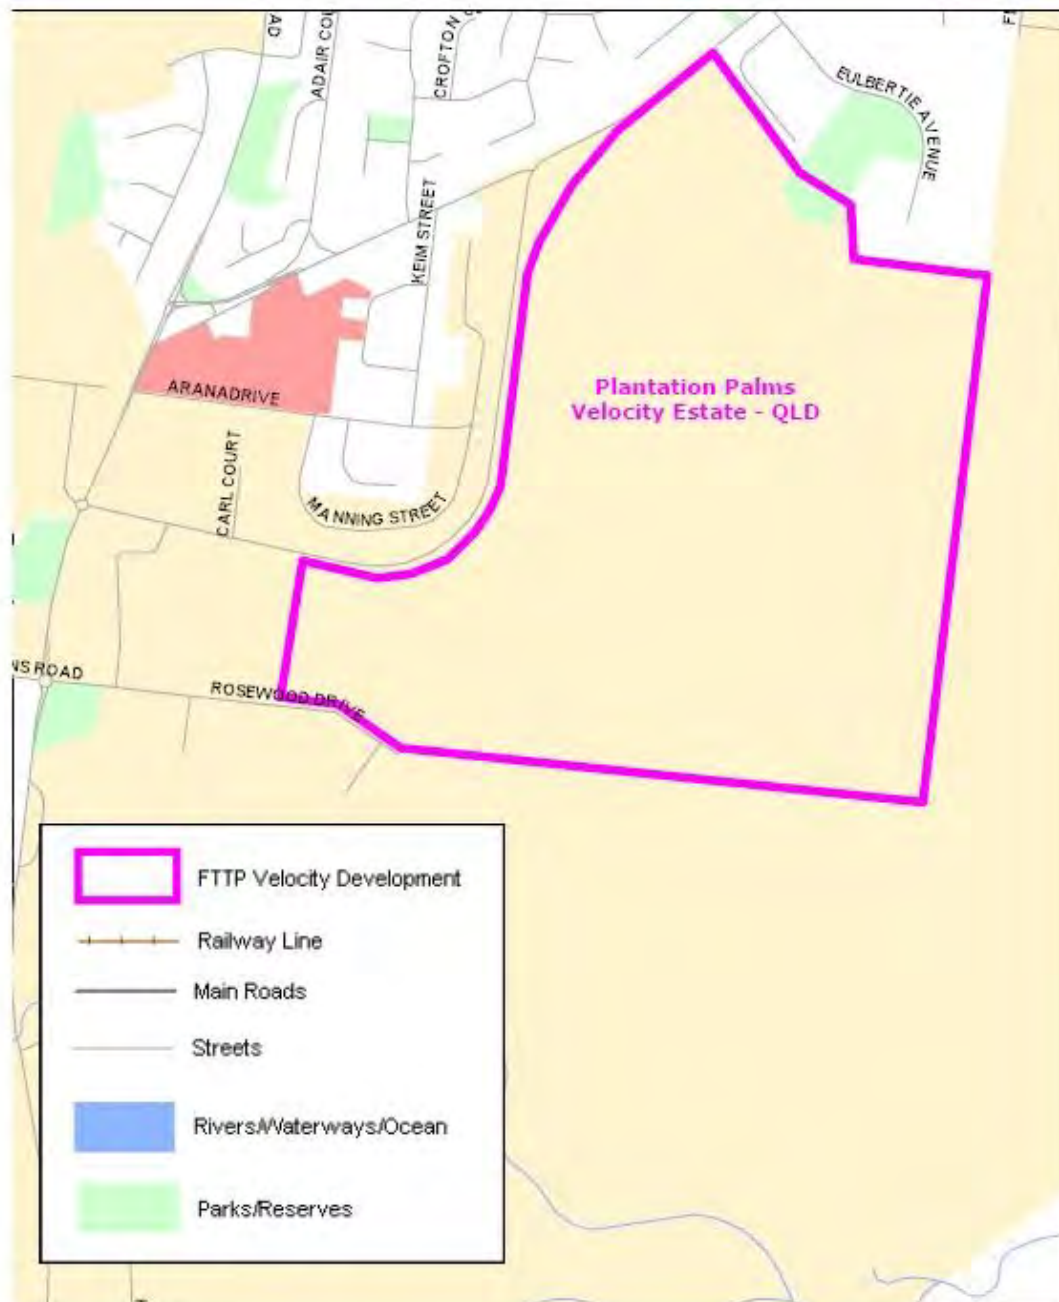 AD
ADAIR CO
CROFTON
EULBERTIE AVENUE
KEIM STREET
ARANADRIVE
Plantation Palms
Velocity Estate - QLD
CARL COURT
MANNING STREET
NS ROAD
ROSEWOOD DRIVE
FTTP Velocity Development
Railway Line
Main Roads
Streets
Rivers/Waterways/Ocean
Parks/Reserves